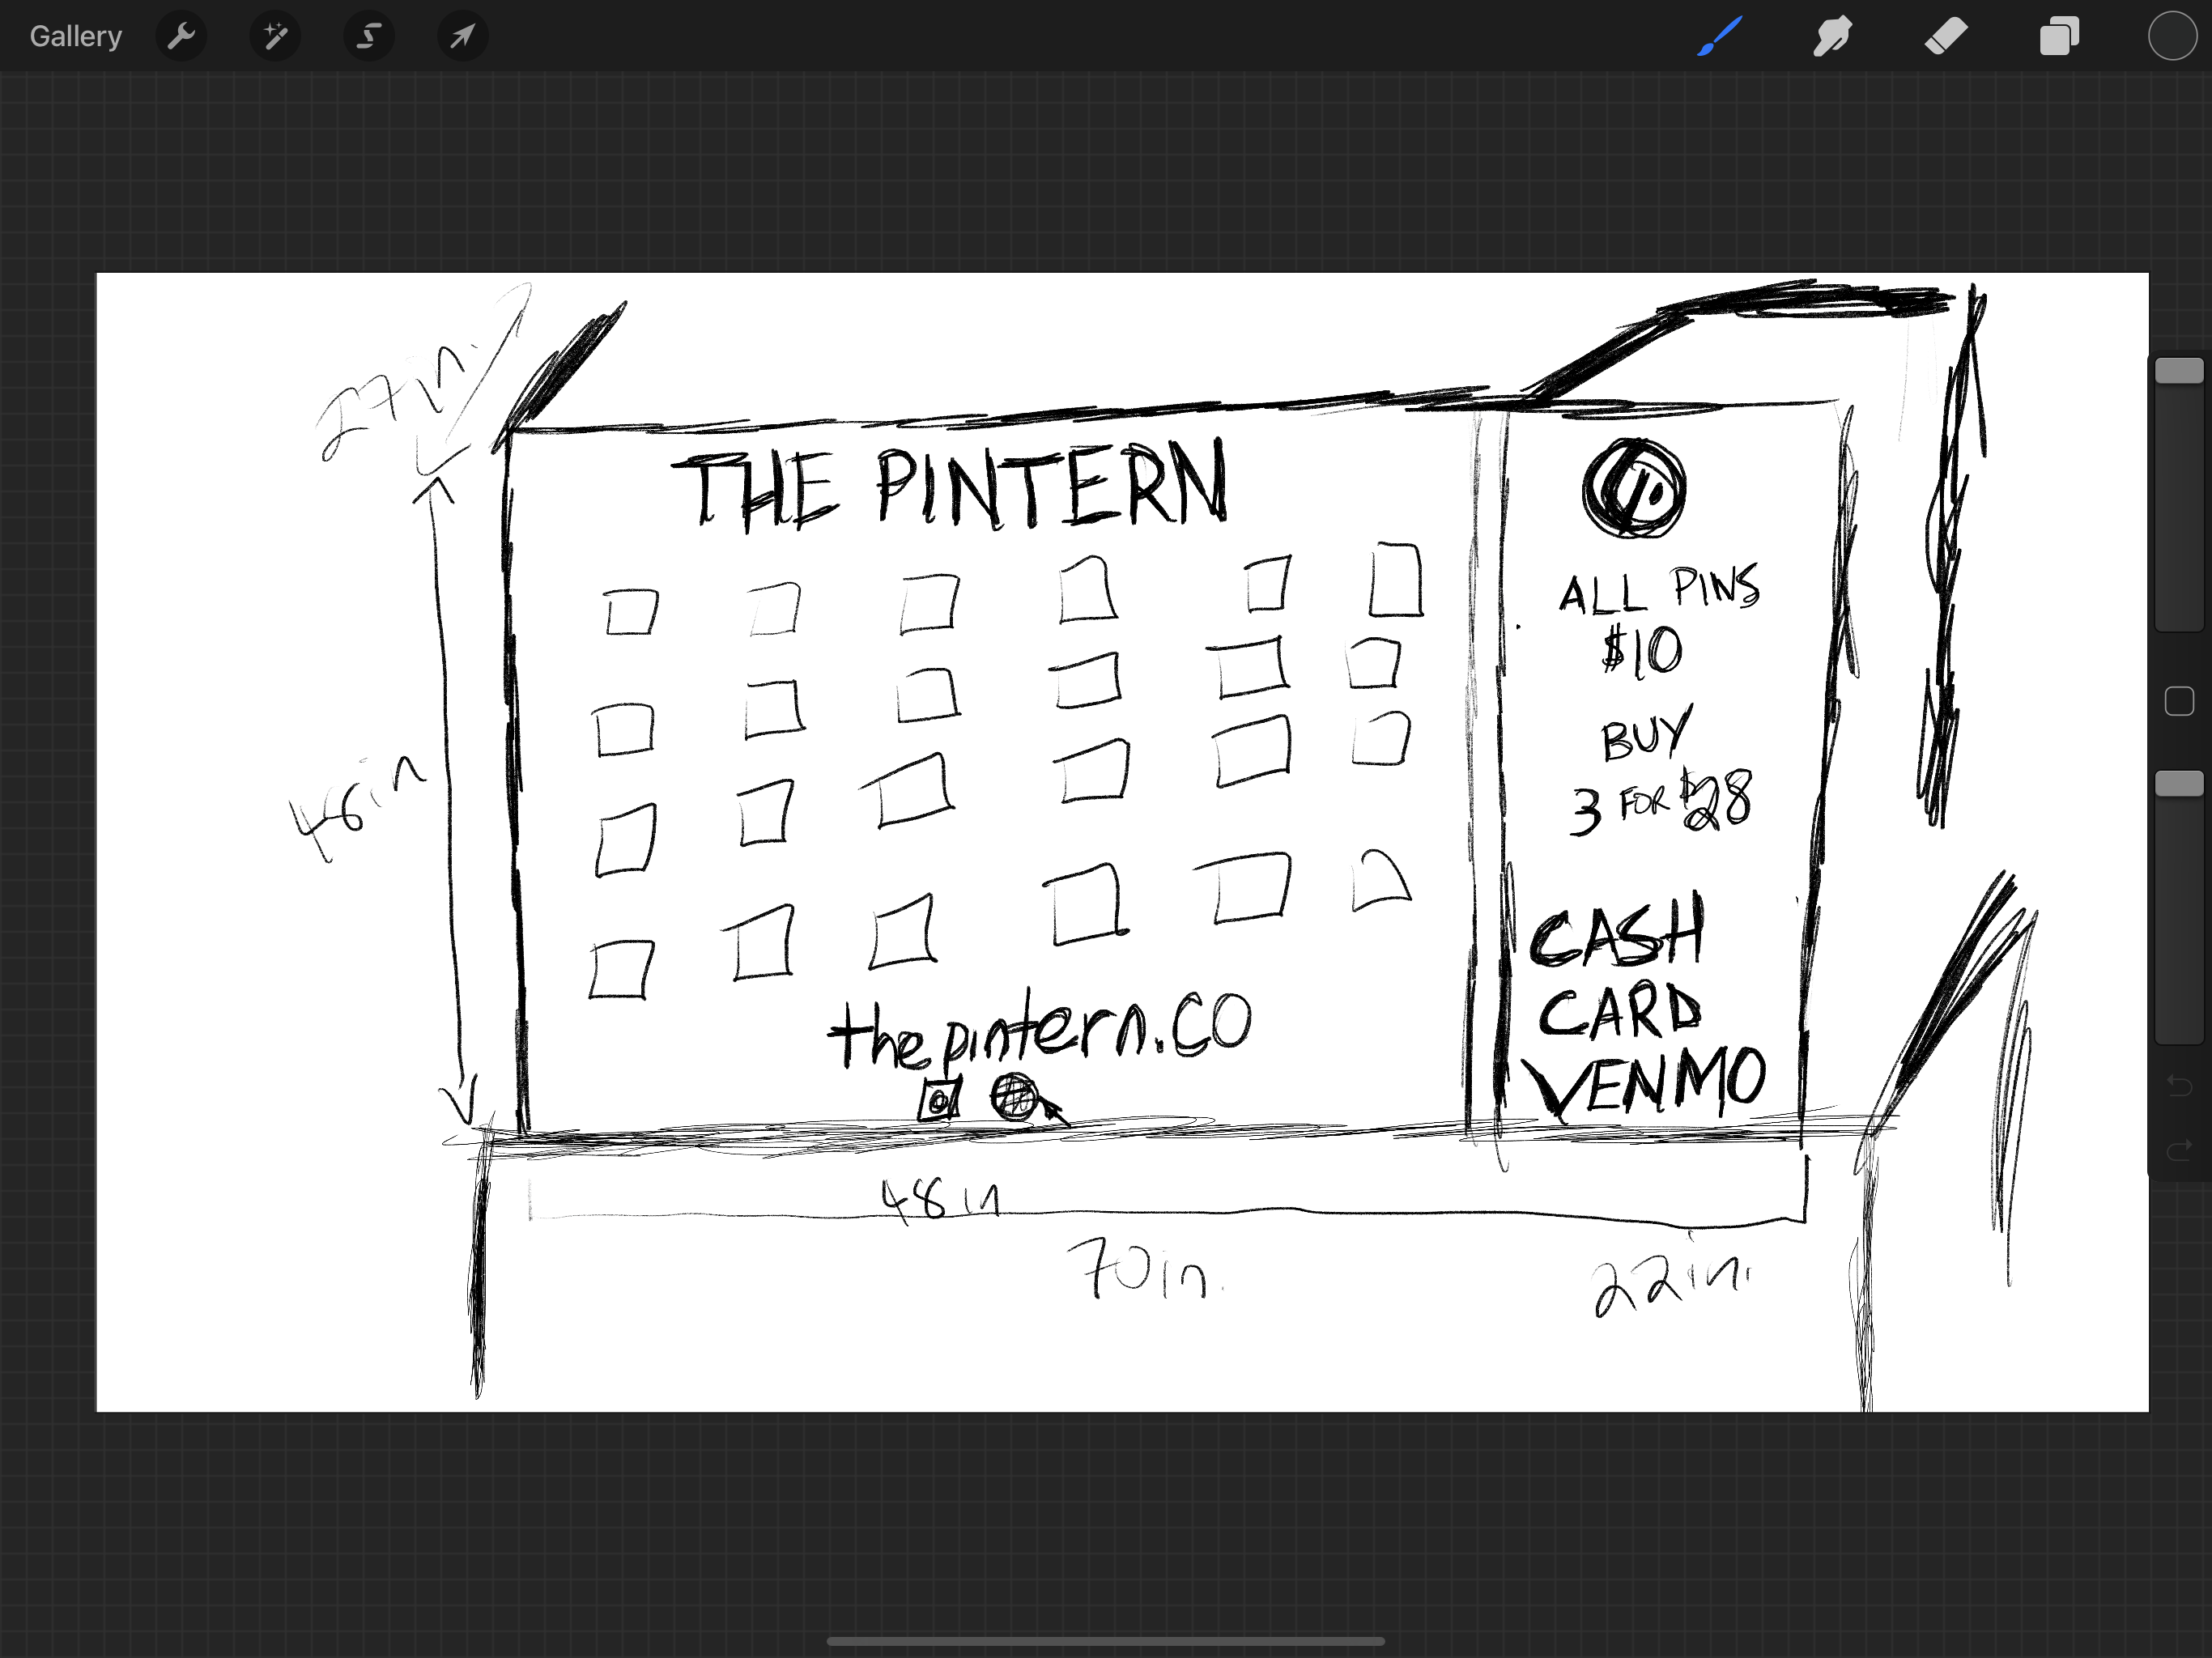 Gallery
27in.
THE PINTERN
ALL PINS
$10
BUY
3 FOR $28
CASH
CARD
VENMO
thepintern.co
48in
70in.
22in.